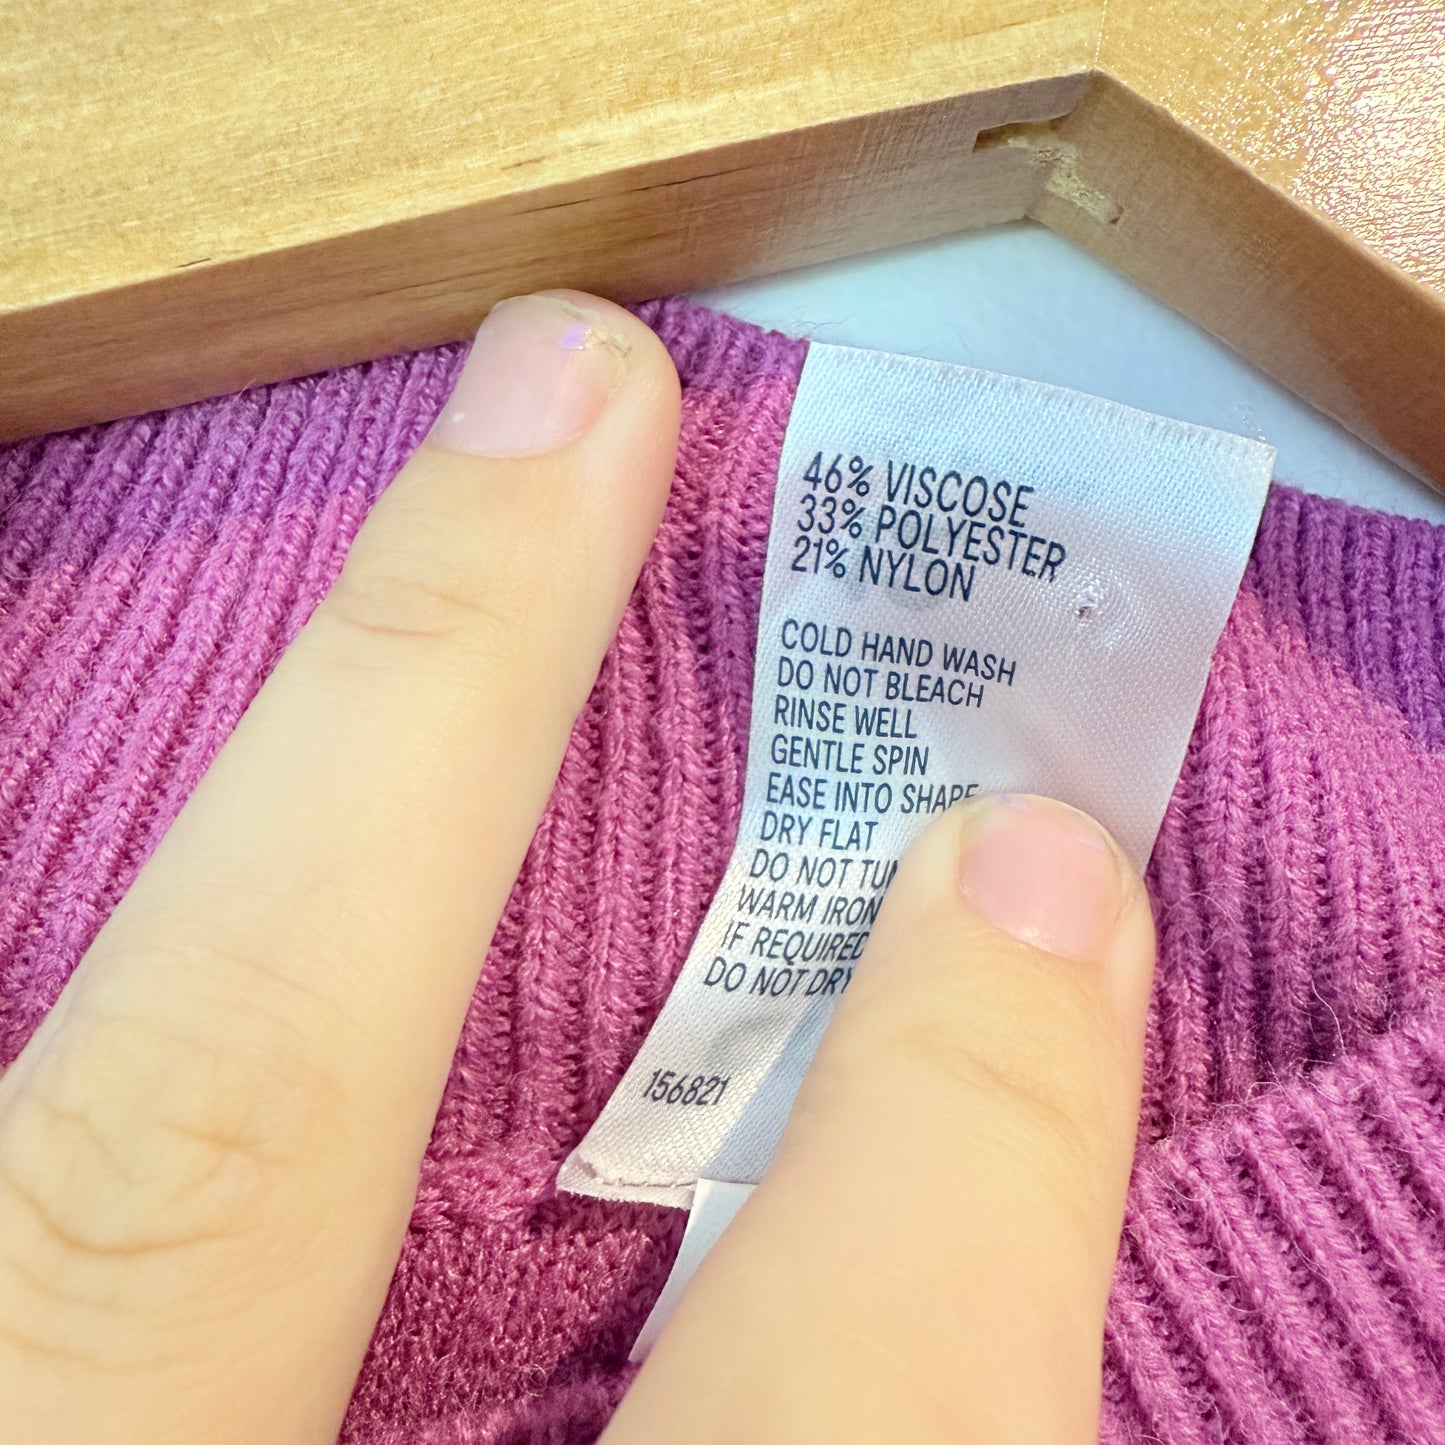 46% VISCOSE
33% POLYESTER
21% NYLON
COLD HAND WASH
DO NOT BLEACH
RINSE WELL
GENTLE SPIN
EASE INTO SHAPE
DRY FLAT
DO NOT
WARM IRON
IF REQUIRED
DO NOT DRY
156821